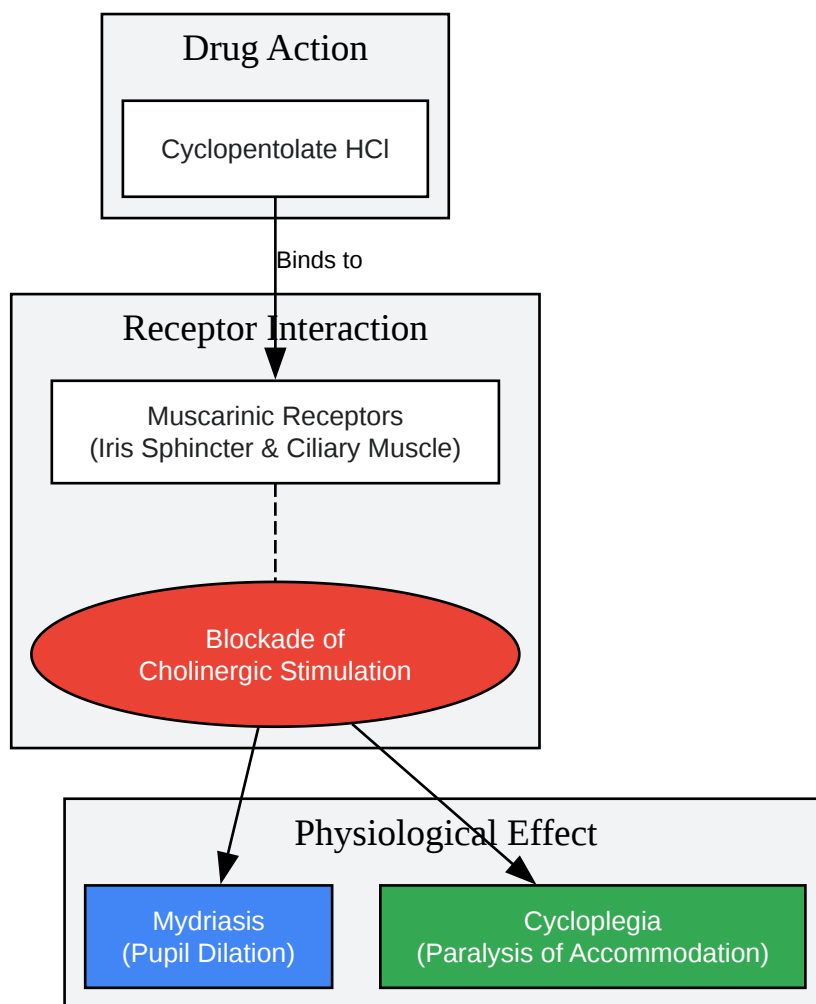 Drug Action
Cyclopentolate HCl
Binds to
Receptor Interaction
Muscarinic Receptors
(Iris Sphincter & Ciliary Muscle)
Blockade of
Cholinergic Stimulation
Physiological Effect
Mydriasis
(Pupil Dilation)
Cycloplegia
(Paralysis of Accommodation)